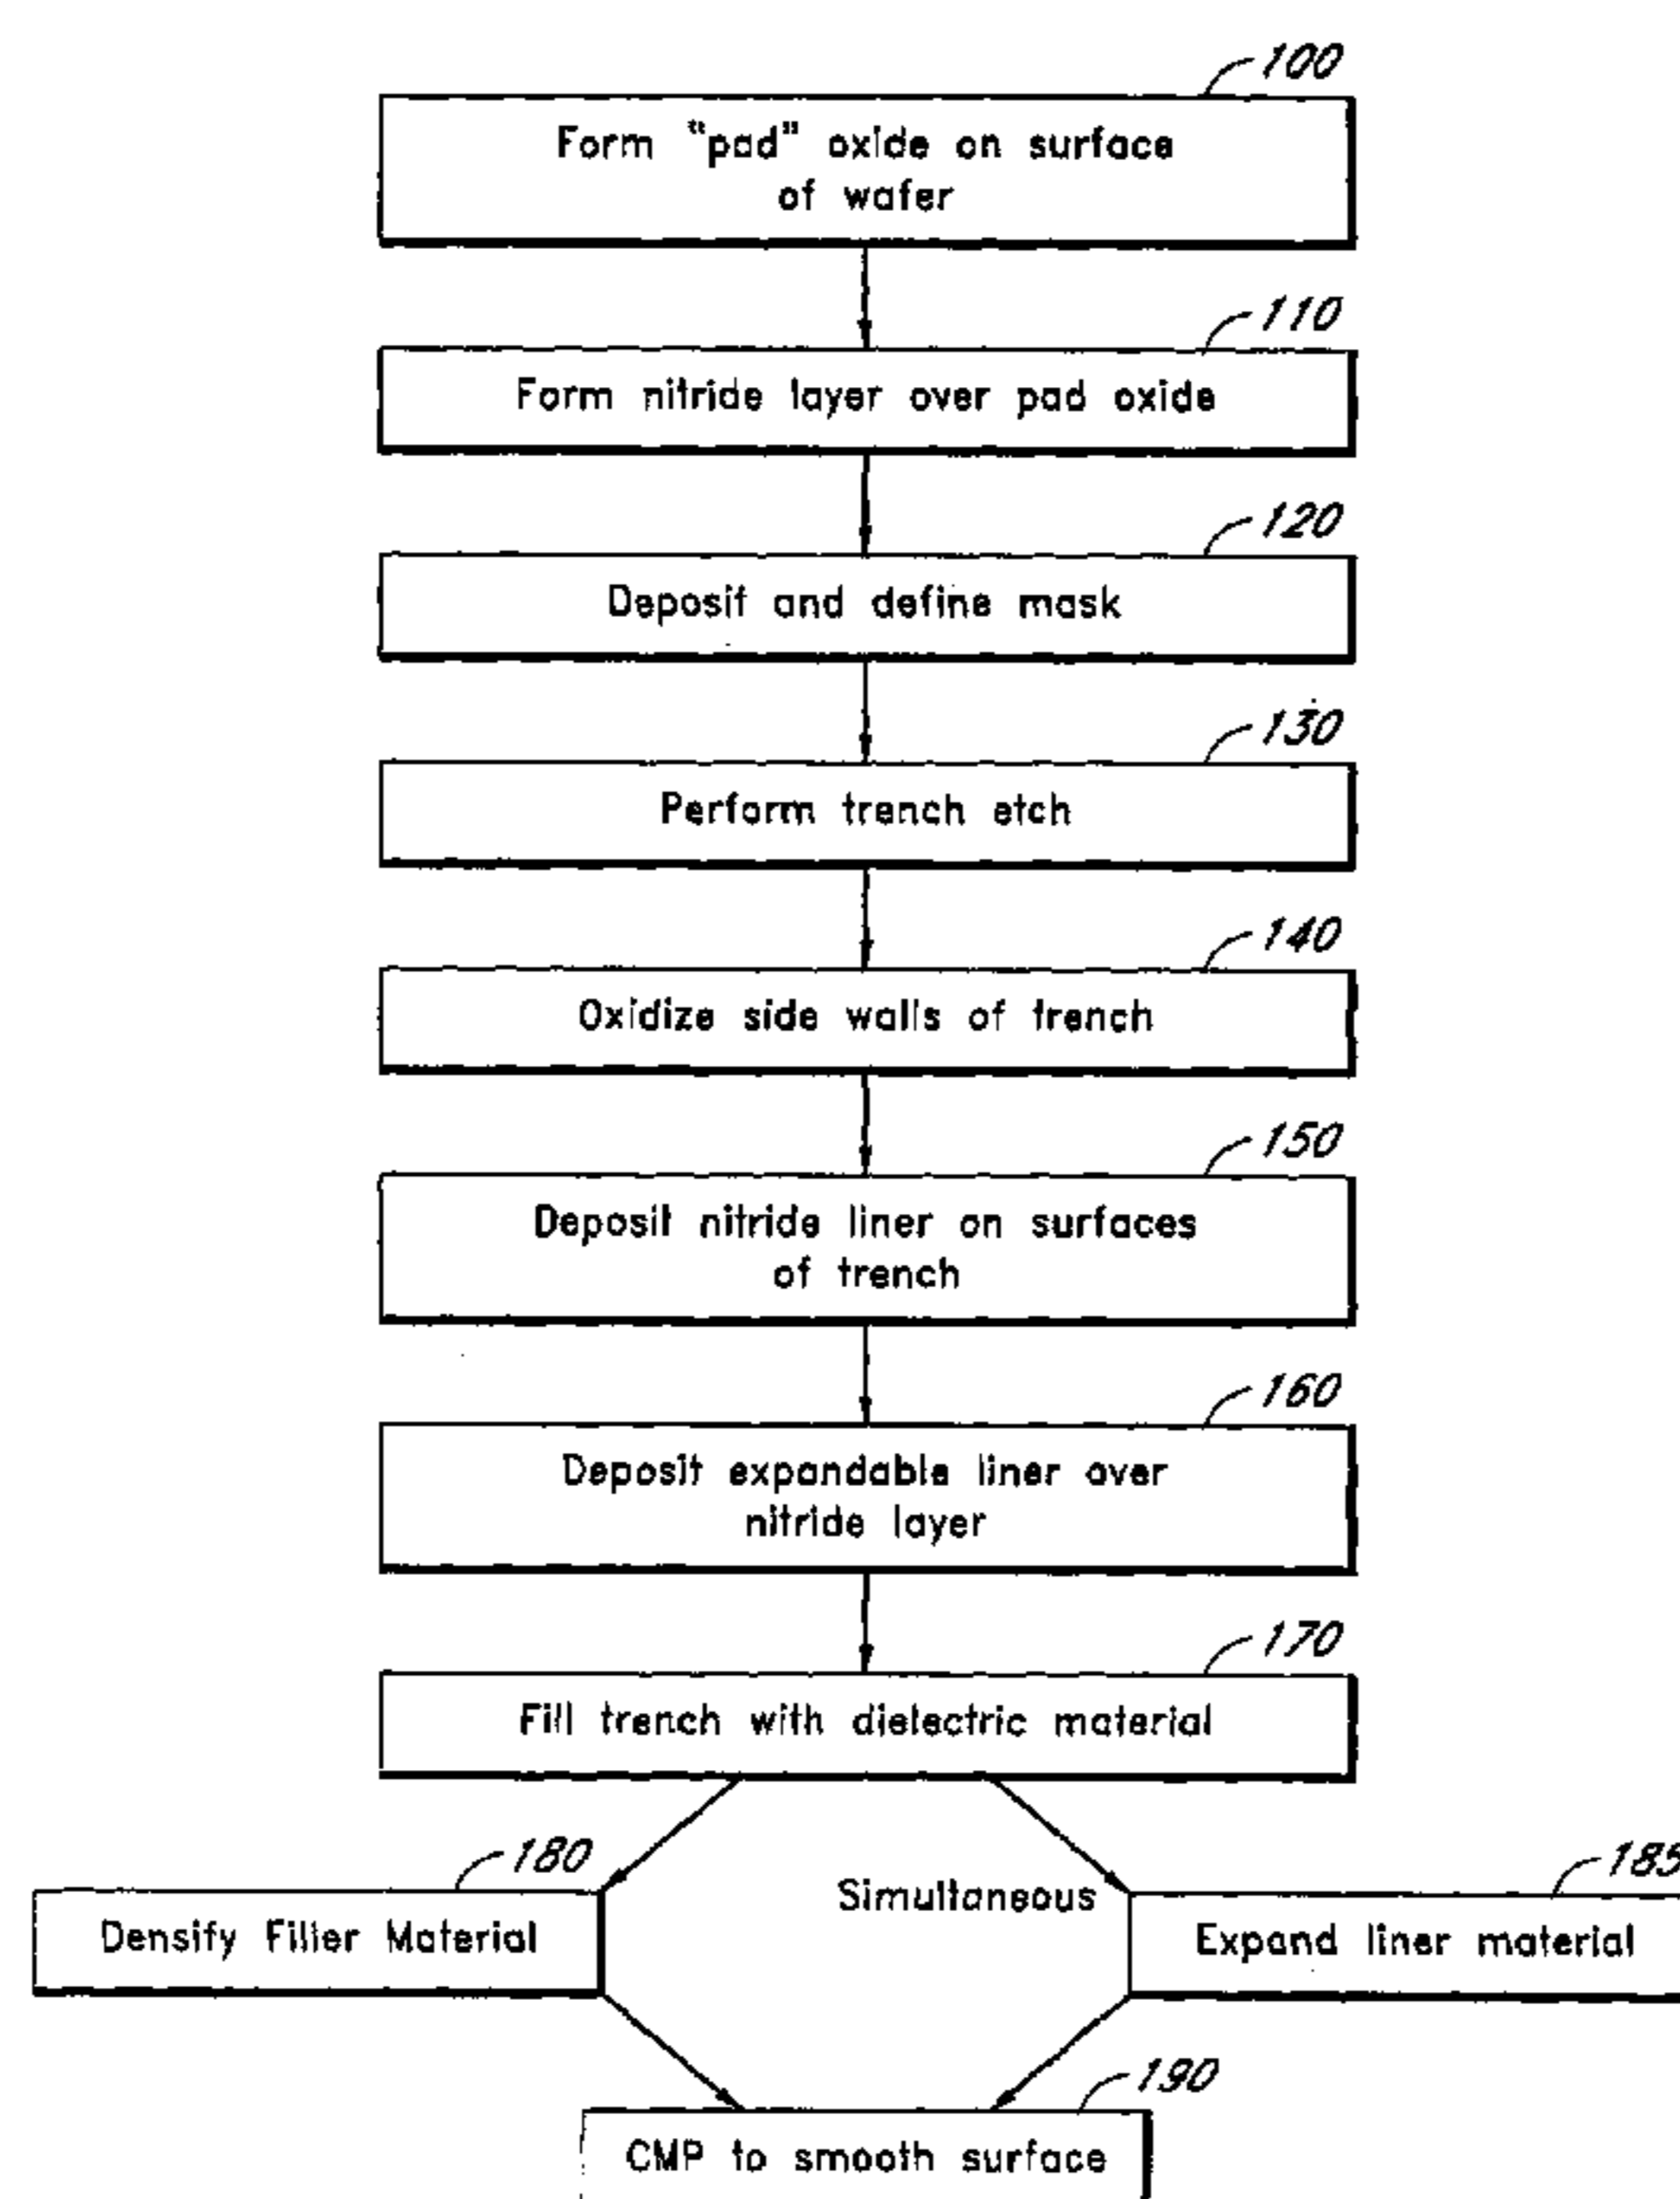 100
Form "pad" oxide on surface
of wafer
110
Form nitride layer over pad oxide
120
Deposit and define mask
130
Perform trench etch
140
Oxidize side walls of trench
150
Deposit nitride liner on surfaces
of trench
160
Deposit expandable liner over
nitride layer
170
Fill trench with dielectric material
180
Densify Filler Material
Simultaneous
185
Expand liner material
190
CMP to smooth surface